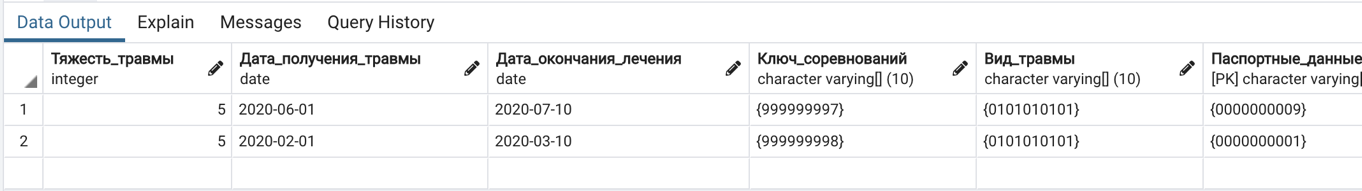 Data Output Explain Messages Query History
Тяжесть_травмы Дата_получения_травмы Дата_окончания_лечения Ключ_соревнований Вид_травмы Паспортные_данные
integer date date character varying[] (10) character varying[] (10) [PK] character varying[
1 5 2020-06-01 2020-07-10 {999999997} {0101010101} {0000000009}
2 5 2020-02-01 2020-03-10 {999999998} {0101010101} {0000000001}